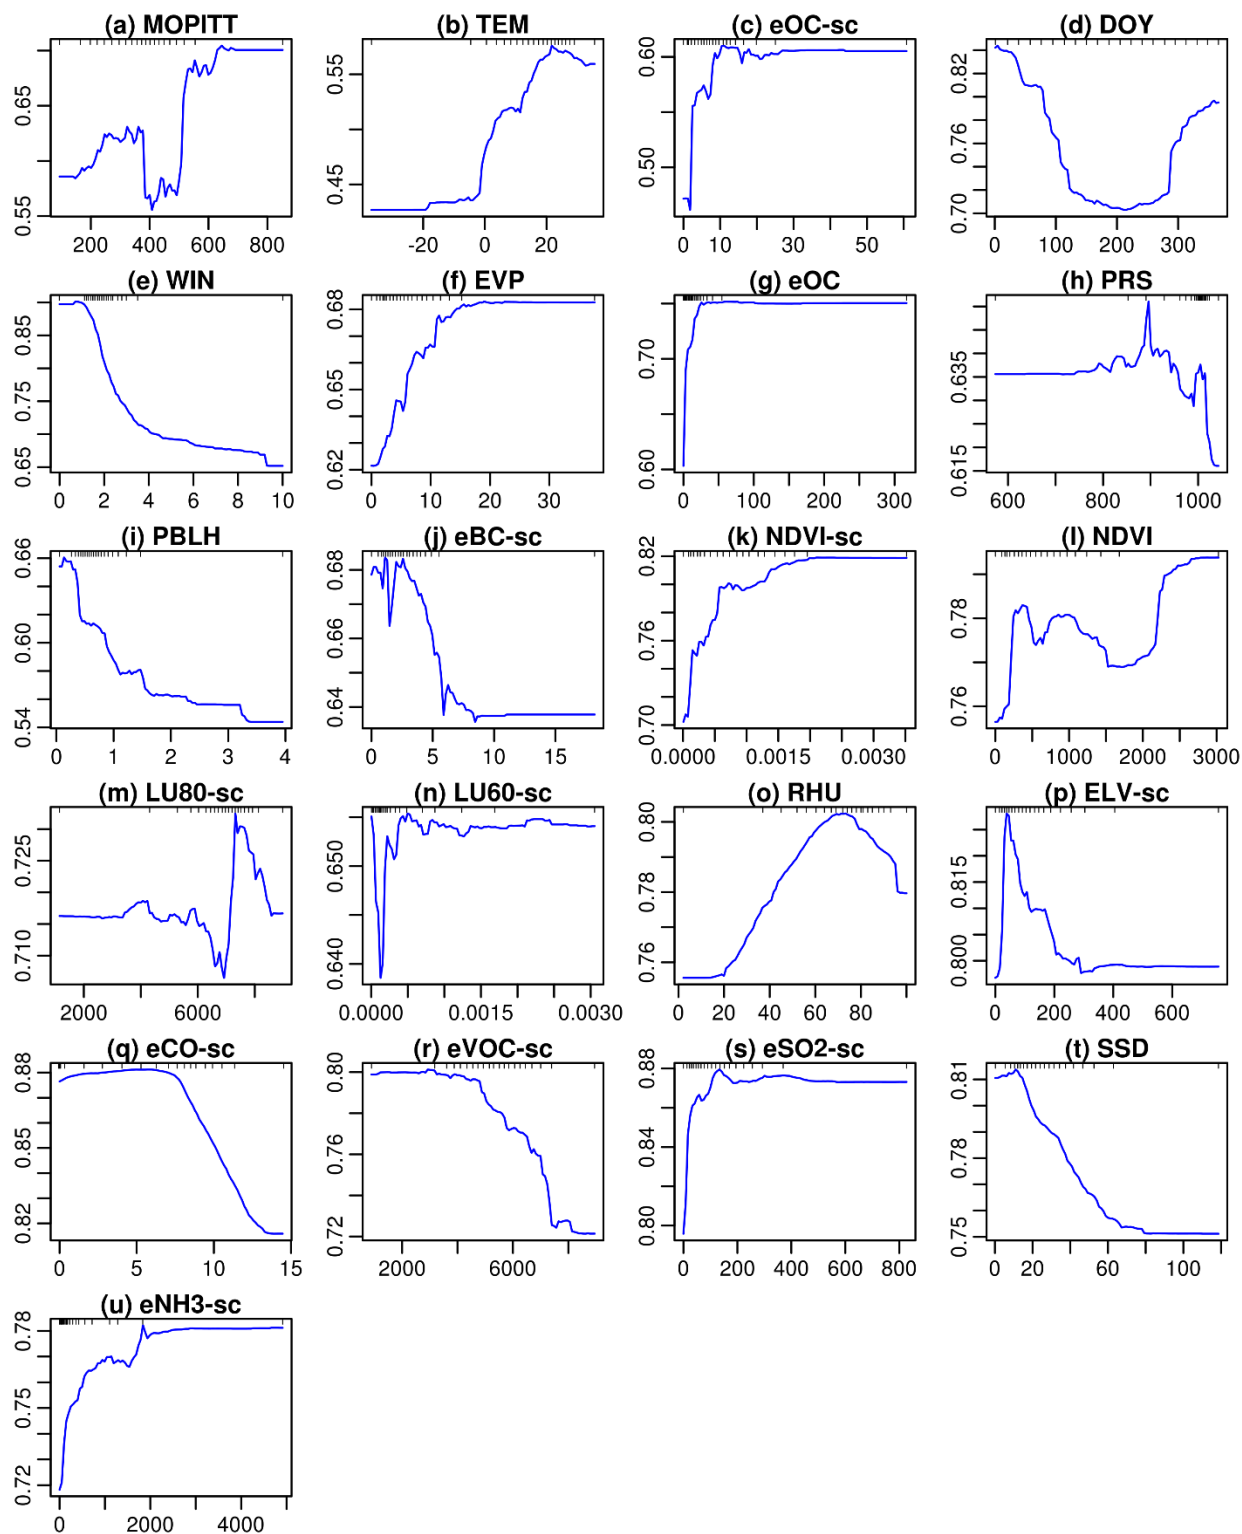 (a) MOPITT
0.55 0.65
200 400 600 800
(b) TEM
0.45 0.55
-20 0 20
(c) eOC-sc
0.50 0.60
0 10 30 50
(d) DOY
0.70 0.76 0.82
0 100 200 300
(e) WIN
0.65 0.75 0.85
0 2 4 6 8 10
(f) EVP
0.62 0.65 0.68
0 10 20 30
(g) eOC
0.60 0.70
0 100 200 300
(h) PRS
0.615 0.635
600 800 1000
(i) PBLH
0.54 0.60 0.66
0 1 2 3 4
(j) eBC-sc
0.64 0.66 0.68
0 5 10 15
(k) NDVI-sc
0.70 0.76 0.82
0.0000 0.0015 0.0030
(l) NDVI
0.76 0.78
0 1000 2000 3000
(m) LU80-sc
0.710 0.725
2000 6000
(n) LU60-sc
0.640 0.650
0.0000 0.0015 0.0030
(o) RHU
0.76 0.78 0.80
0 20 40 60 80
(p) ELV-sc
0.800 0.815
0 200 400 600
(q) eCO-sc
0.82 0.85 0.88
0 5 10 15
(r) eVOC-sc
0.72 0.76 0.80
2000 6000
(s) eSO2-sc
0.80 0.84 0.88
0 200 400 600 800
(t) SSD
0.75 0.78 0.81
0 20 60 100
(u) eNH3-sc
0.72 0.75 0.78
0 2000 4000